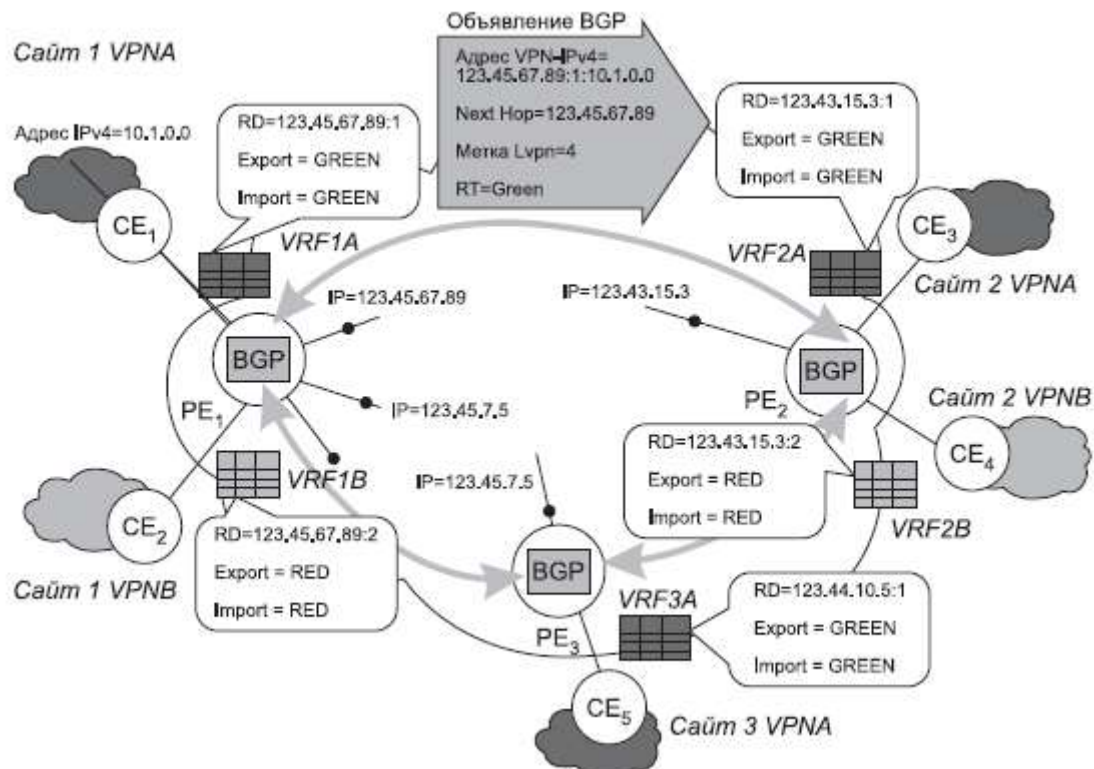 Объявление BGP
Сайт 1 VPNA
Адрес VPN-IPv4=
123.45.67.89:1:10.1.0.0
Next Hop=123.45.67.89
Метка Lvpn=4
RT=Green
RD=123.45.67.89:1
Export = GREEN
Import = GREEN
RD=123.43.15.3:1
Export = GREEN
Import = GREEN
Адрес IPv4=10.1.0.0
CE1
VRF1A
VRF2A
CE3
Сайт 2 VPNA
IP=123.45.67.89
IP=123.43.15.3
BGP
PE1
IP=123.45.7.5
BGP
PE2
Сайт 2 VPNB
CE4
VRF1B
IP=123.45.7.5
RD=123.43.15.3:2
Export = RED
Import = RED
VRF2B
CE2
Сайт 1 VPNB
RD=123.45.67.89:2
Export = RED
Import = RED
BGP
PE3
VRF3A
RD=123.44.10.5:1
Export = GREEN
Import = GREEN
CE5
Сайт 3 VPNA